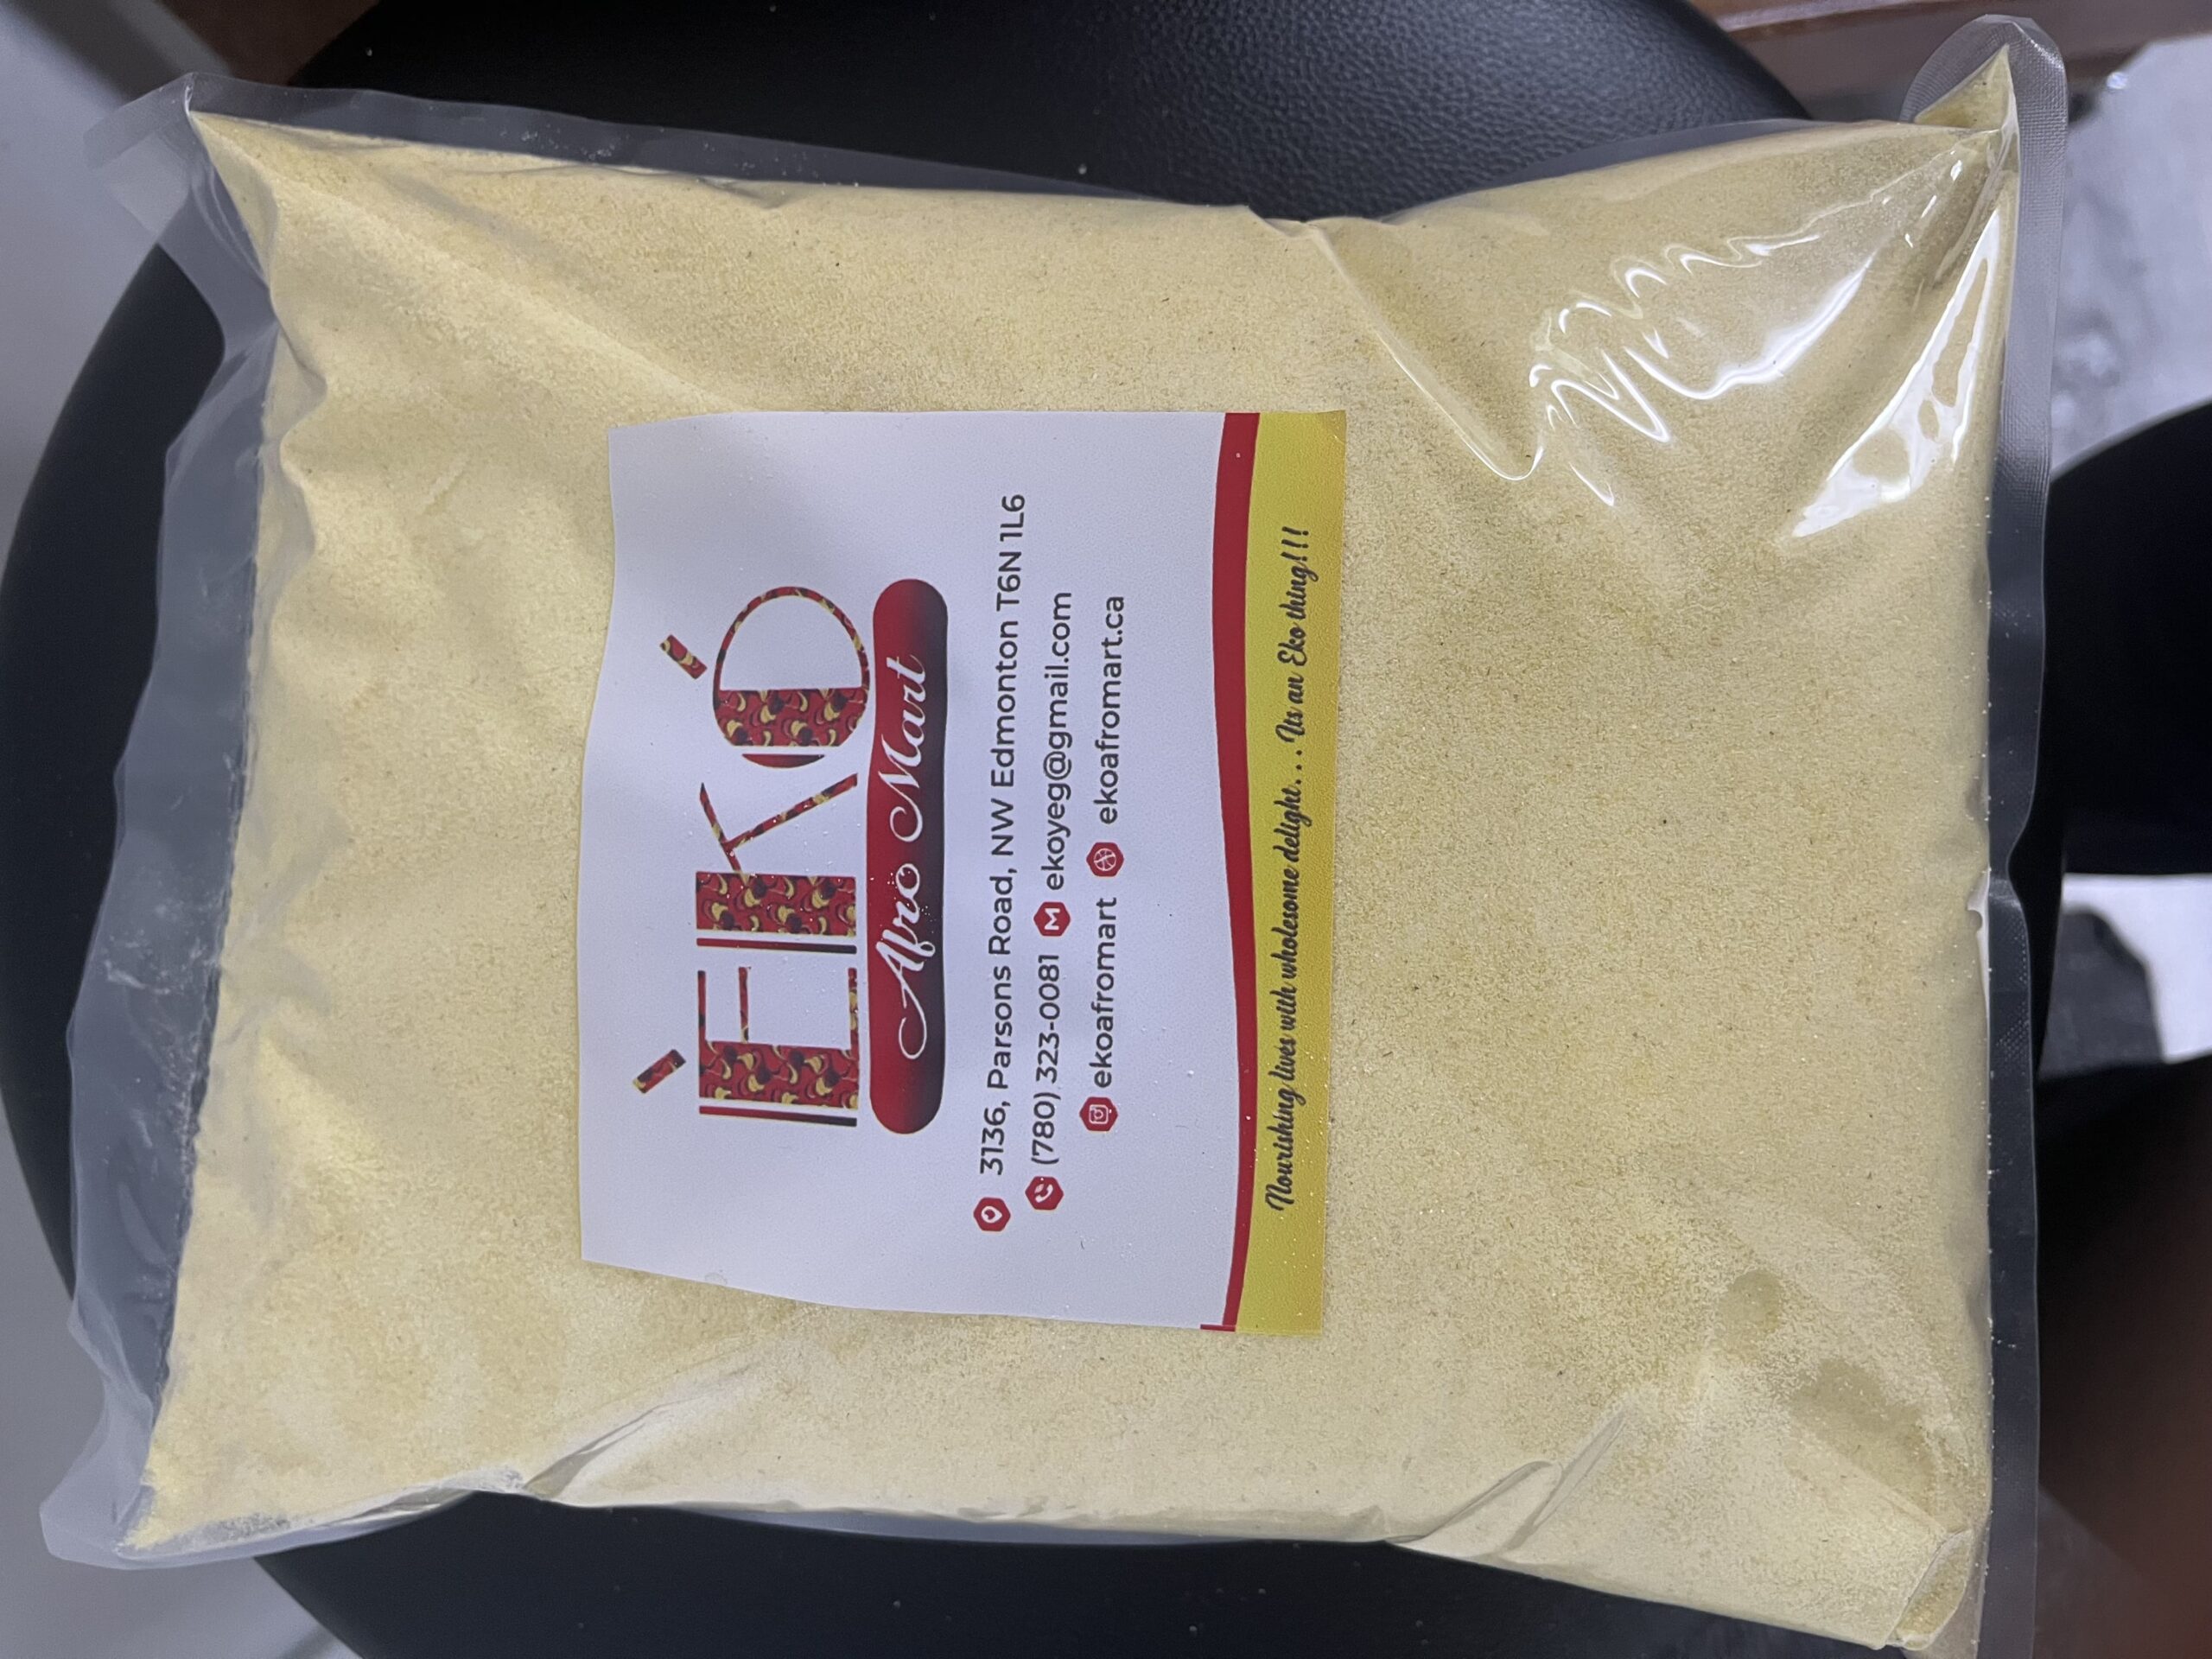 ÉKÓ
Afro Mart
3136, Parsons Road, NW Edmonton T6N 1L6
(780) 323-0081 ekoyeg@gmail.com
ekoafromart ekoafromart.ca
Nourishing lives with wholesome delight. . . Its an Eko thing!!!